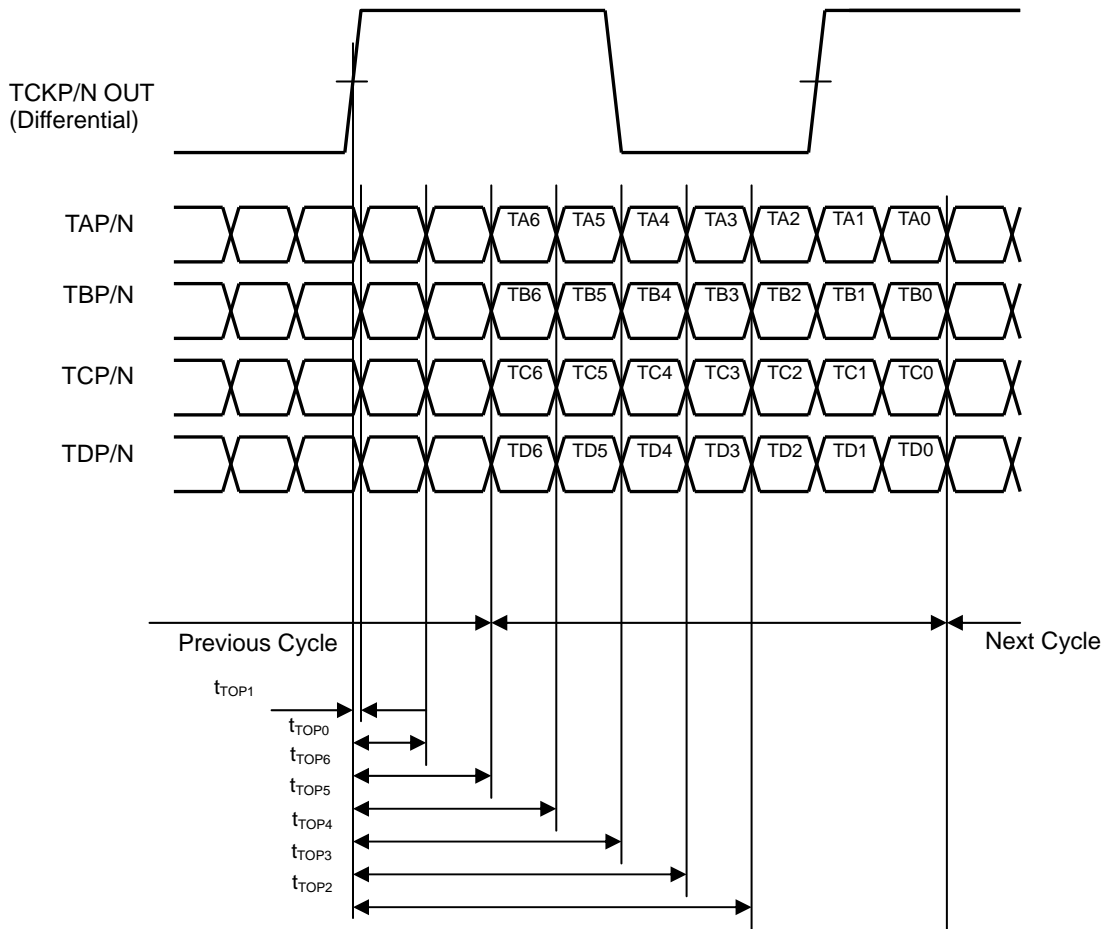 TCKP/N OUT
(Differential)
TAP/N TA6 TA5 TA4 TA3 TA2 TA1 TA0
TBP/N TB6 TB5 TB4 TB3 TB2 TB1 TB0
TCP/N TC6 TC5 TC4 TC3 TC2 TC1 TC0
TDP/N TD6 TD5 TD4 TD3 TD2 TD1 TD0
Previous Cycle Next Cycle
tTOP1
tTOP0
tTOP6
tTOP5
tTOP4
tTOP3
tTOP2